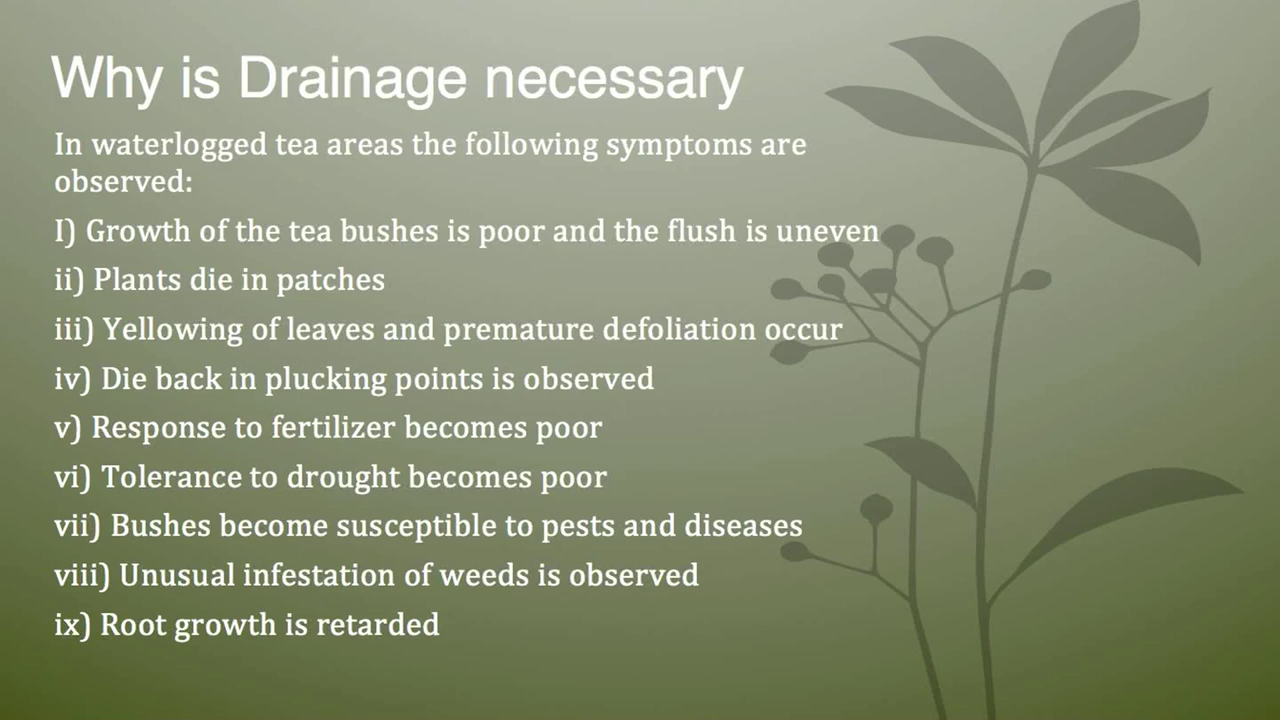 Why is Drainage necessary
In waterlogged tea areas the following symptoms are
observed:
I) Growth of the tea bushes is poor and the flush is uneven
ii) Plants die in patches
iii) Yellowing of leaves and premature defoliation occur
iv) Die back in plucking points is observed
v) Response to fertilizer becomes poor
vi) Tolerance to drought becomes poor
vii) Bushes become susceptible to pests and diseases
viii) Unusual infestation of weeds is observed
ix) Root growth is retarded